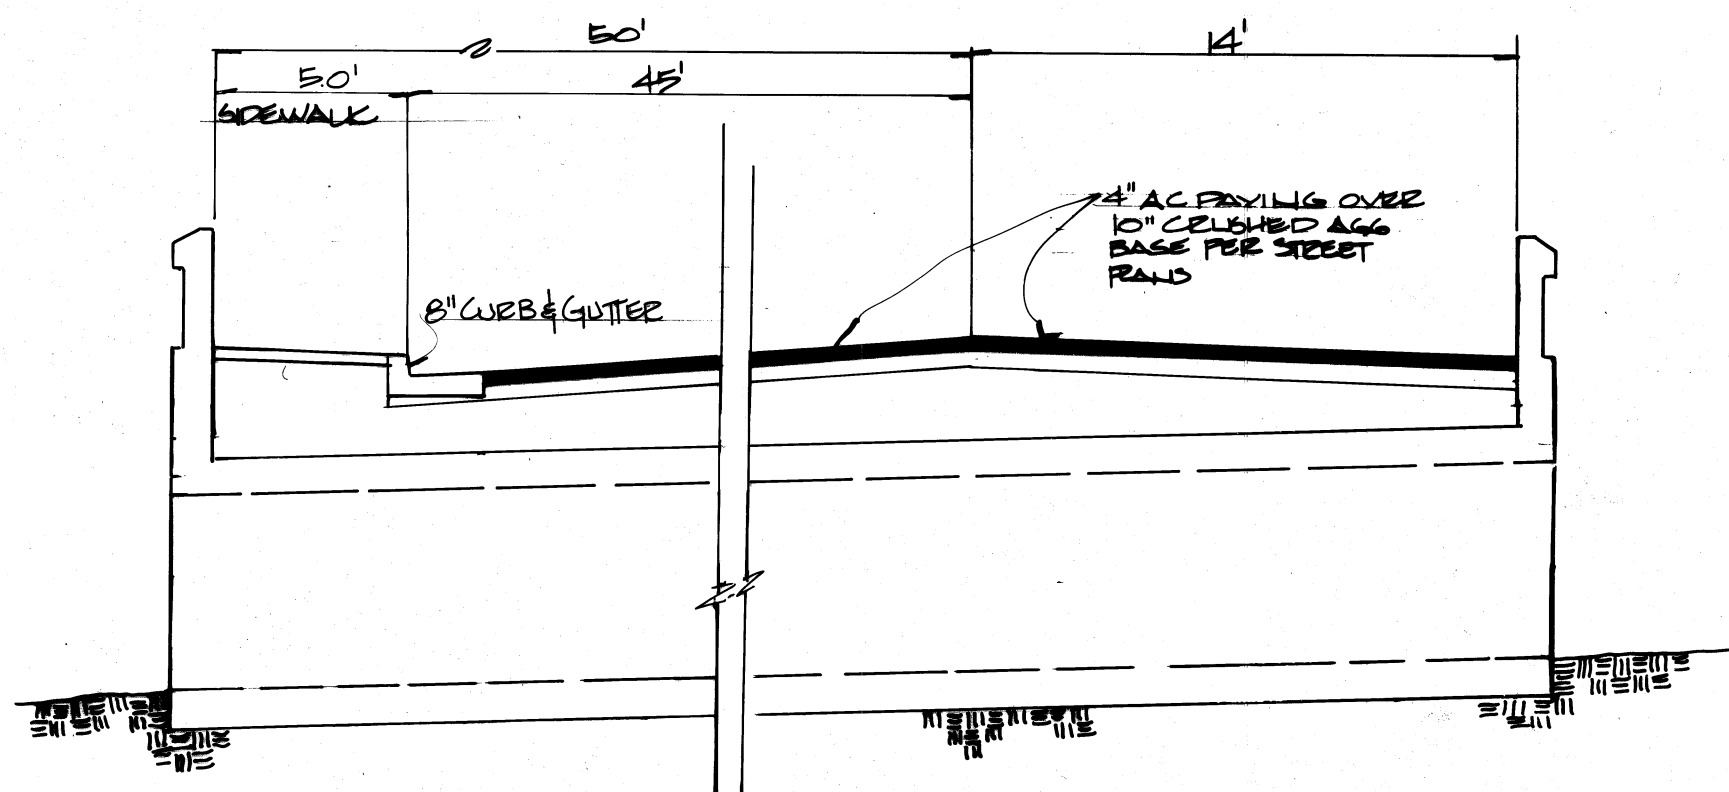 50'
14'
5.0'
45'
SIDEWALK
4" AC PAVING OVER
10" CRUSHED AGG
BASE PER STREET
PLANS
8" CURB & GUTTER